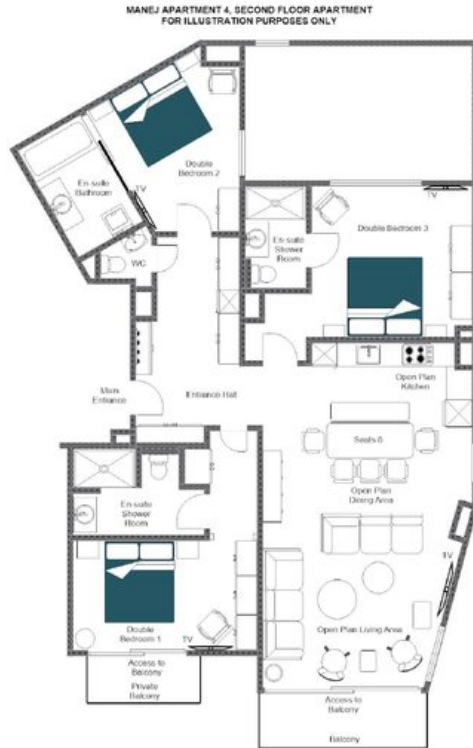 MANEJ APARTMENT 4, SECOND FLOOR APARTMENT
FOR ILLUSTRATION PURPOSES ONLY
Double
Bedroom 2
En-suite
Bathroom
TV
WC
TV
Double Bedroom 3
En-suite
Shower
Room
Main
Entrance
Entrance Hall
Open Plan
Kitchen
Seats 8
Open Plan
Dining Area
En-suite
Shower
Room
TV
Double
Bedroom 1
TV
Open Plan Living Area
Access to
Balcony
Private
Balcony
Access to
Balcony
Balcony